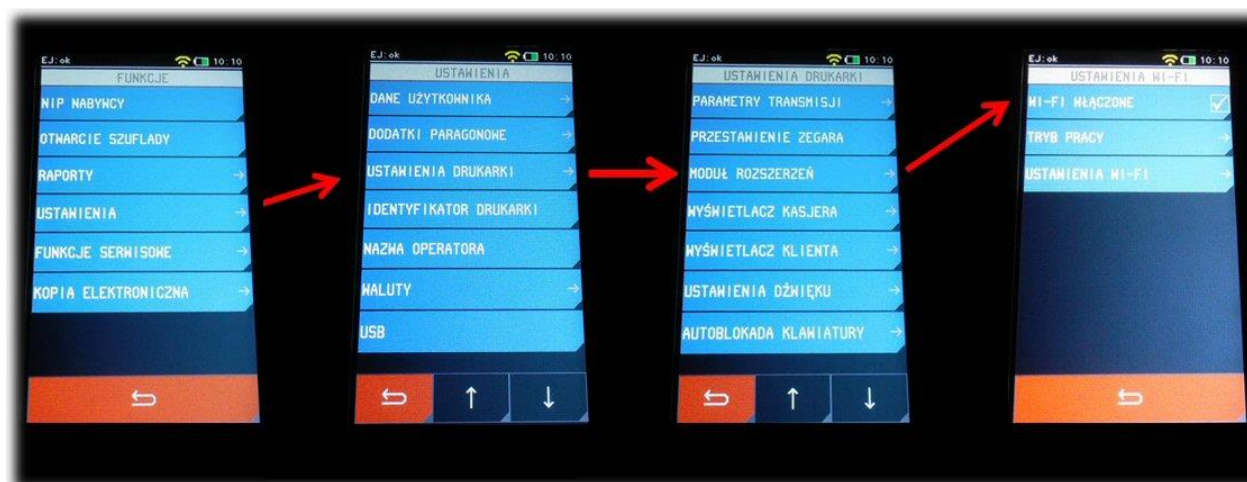 EJ: ok 10:10
FUNKCJE
NIP NABYWCY
OTWARCIE SZUFLADY
RAPORTY
USTAWIENIA
FUNKCJE SERWISOWE
KOPIA ELEKTRONICZNA
EJ: ok 10:10
USTAWIENIA
DANE UŻYTKOWNIKA
DODATKI PARAGONOWE
USTAWIENIA DRUKARKI
IDENTYFIKATOR DRUKARKI
NAZWA OPERATORA
WALUTY
USB
EJ: ok 10:10
USTAWIENIA DRUKARKI
PARAMETRY TRANSMISJI
PRZESTAWIENIE ZEGARA
MODUŁ ROZSZERZEŃ
WYŚWIETLACZ KASJERA
WYŚWIETLACZ KLIENTA
USTAWIENIA DŹWIĘKU
AUTOBLOKADA KLAWIATURY
EJ: ok 10:10
USTAWIENIA WI-FI
WI-FI WŁĄCZONE
TRYB PRACY
USTAWIENIA WI-FI